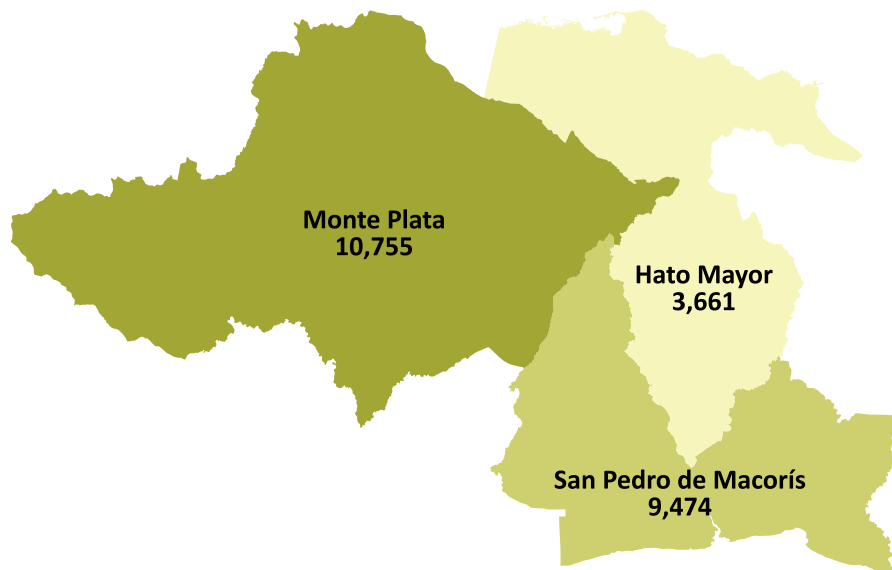 Monte Plata
10,755
Hato Mayor
3,661
San Pedro de Macorís
9,474